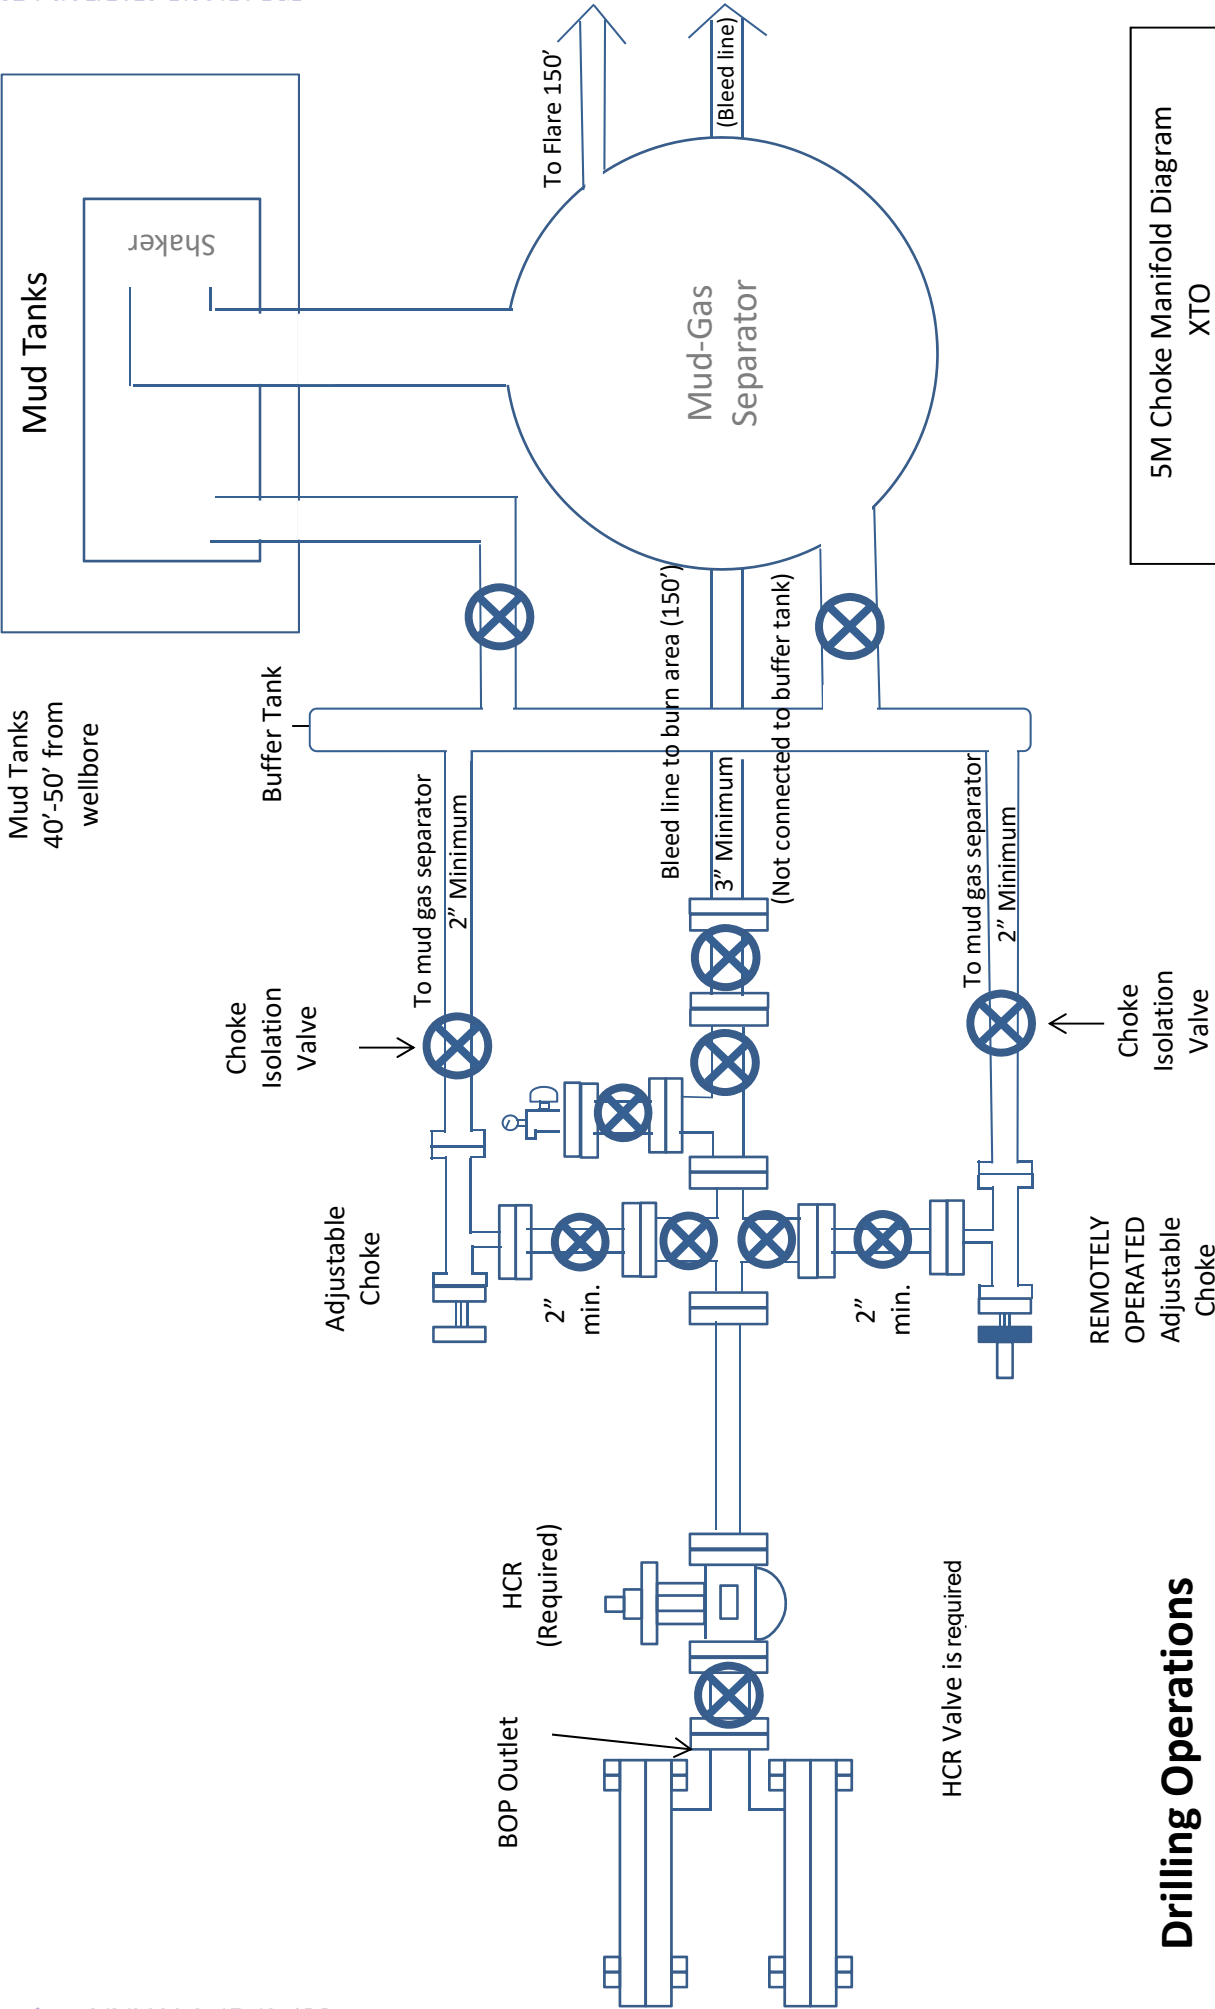 Mud Tanks
Shaker
Mud Tanks
40'-50' from
wellbore
Buffer Tank
To Flare 150'
(Bleed line)
Mud-Gas
Separator
Bleed line to burn area (150')
3” Minimum
(Not connected to buffer tank)
To mud gas separator
2” Minimum
To mud gas separator
2” Minimum
Choke
Isolation
Valve
Choke
Isolation
Valve
Adjustable
Choke
2”
min.
2”
min.
REMOTELY
OPERATED
Adjustable
Choke
HCR
(Required)
BOP Outlet
HCR Valve is required
Drilling Operations
5M Choke Manifold Diagram
XTO